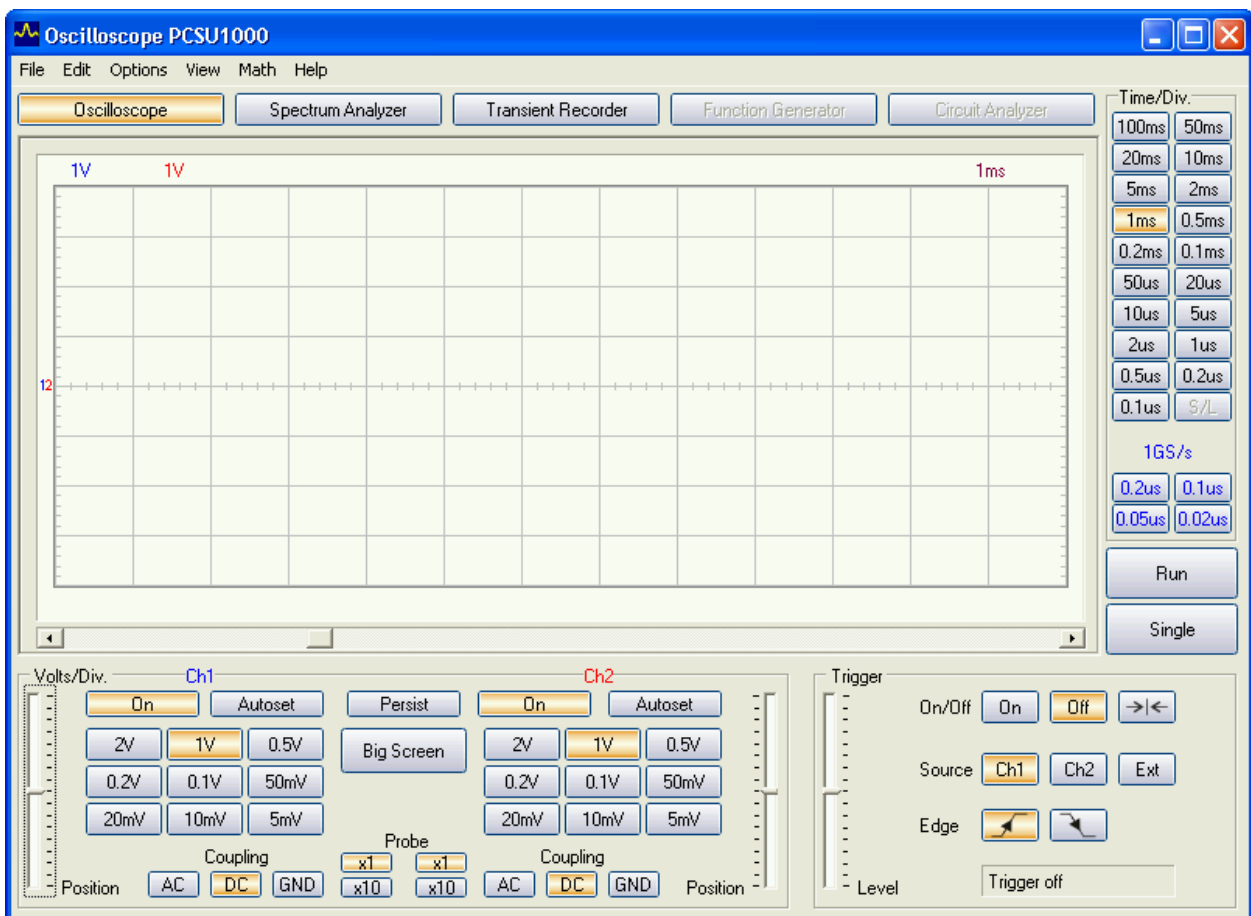 Oscilloscope PCSU1000
File Edit Options View Math Help
Oscilloscope Spectrum Analyzer Transient Recorder Function Generator Circuit Analyzer
1V 1V 1ms
12
Time/Div.
100ms 50ms
20ms 10ms
5ms 2ms
1ms 0.5ms
0.2ms 0.1ms
50us 20us
10us 5us
2us 1us
0.5us 0.2us
0.1us S/L
1GS/s
0.2us 0.1us
0.05us 0.02us
Run
Single
Volts/Div. Ch1 Ch2
On Autoset Persist On Autoset
2V 1V 0.5V Big Screen 2V 1V 0.5V
0.2V 0.1V 50mV 0.2V 0.1V 50mV
20mV 10mV 5mV 20mV 10mV 5mV
Probe
Coupling x1 x1 Coupling
Position AC DC GND x10 x10 AC DC GND Position
Trigger
On/Off On Off
Source Ch1 Ch2 Ext
Edge
Level Trigger off